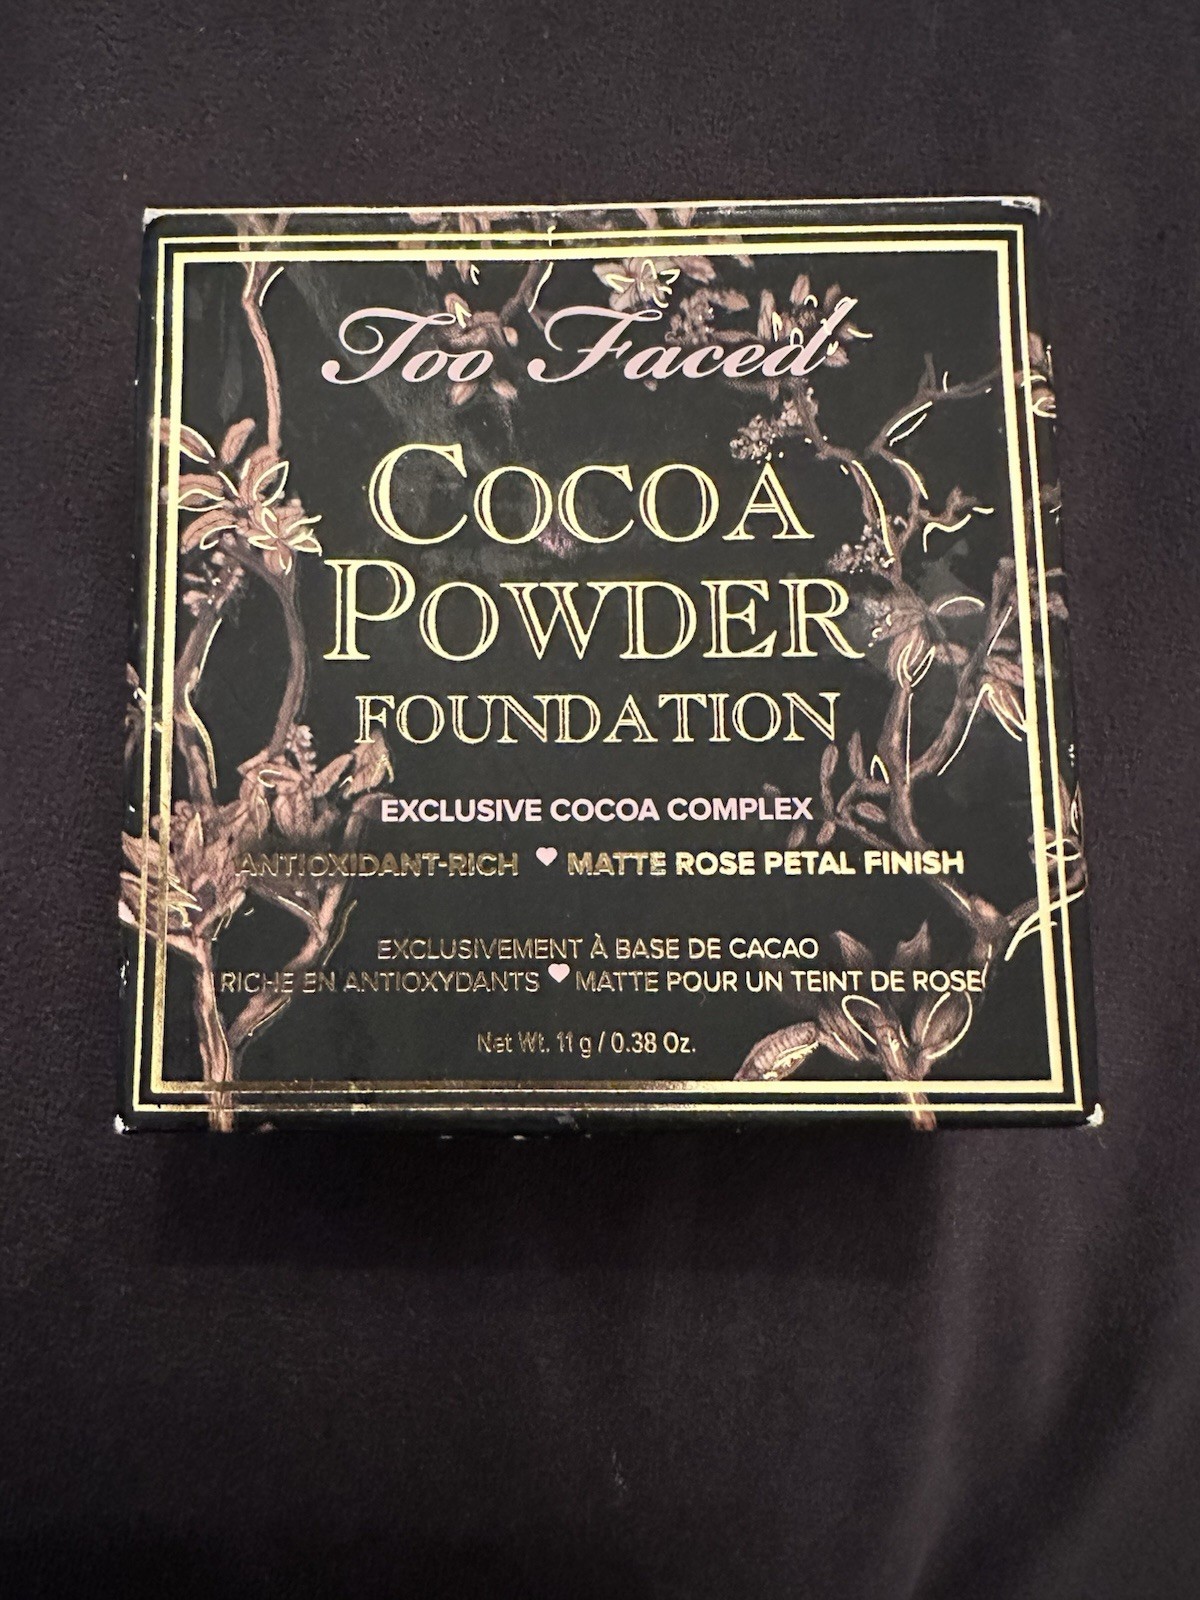 Too Faced
COCOA
POWDER
FOUNDATION
EXCLUSIVE COCOA COMPLEX
ANTIOXIDANT-RICH ♥ MATTE ROSE PETAL FINISH
EXCLUSIVEMENT À BASE DE CACAO
RICHE EN ANTIOXYDANTS ♥ MATTE POUR UN TEINT DE ROSE
Net Wt. 11 g / 0.38 Oz.